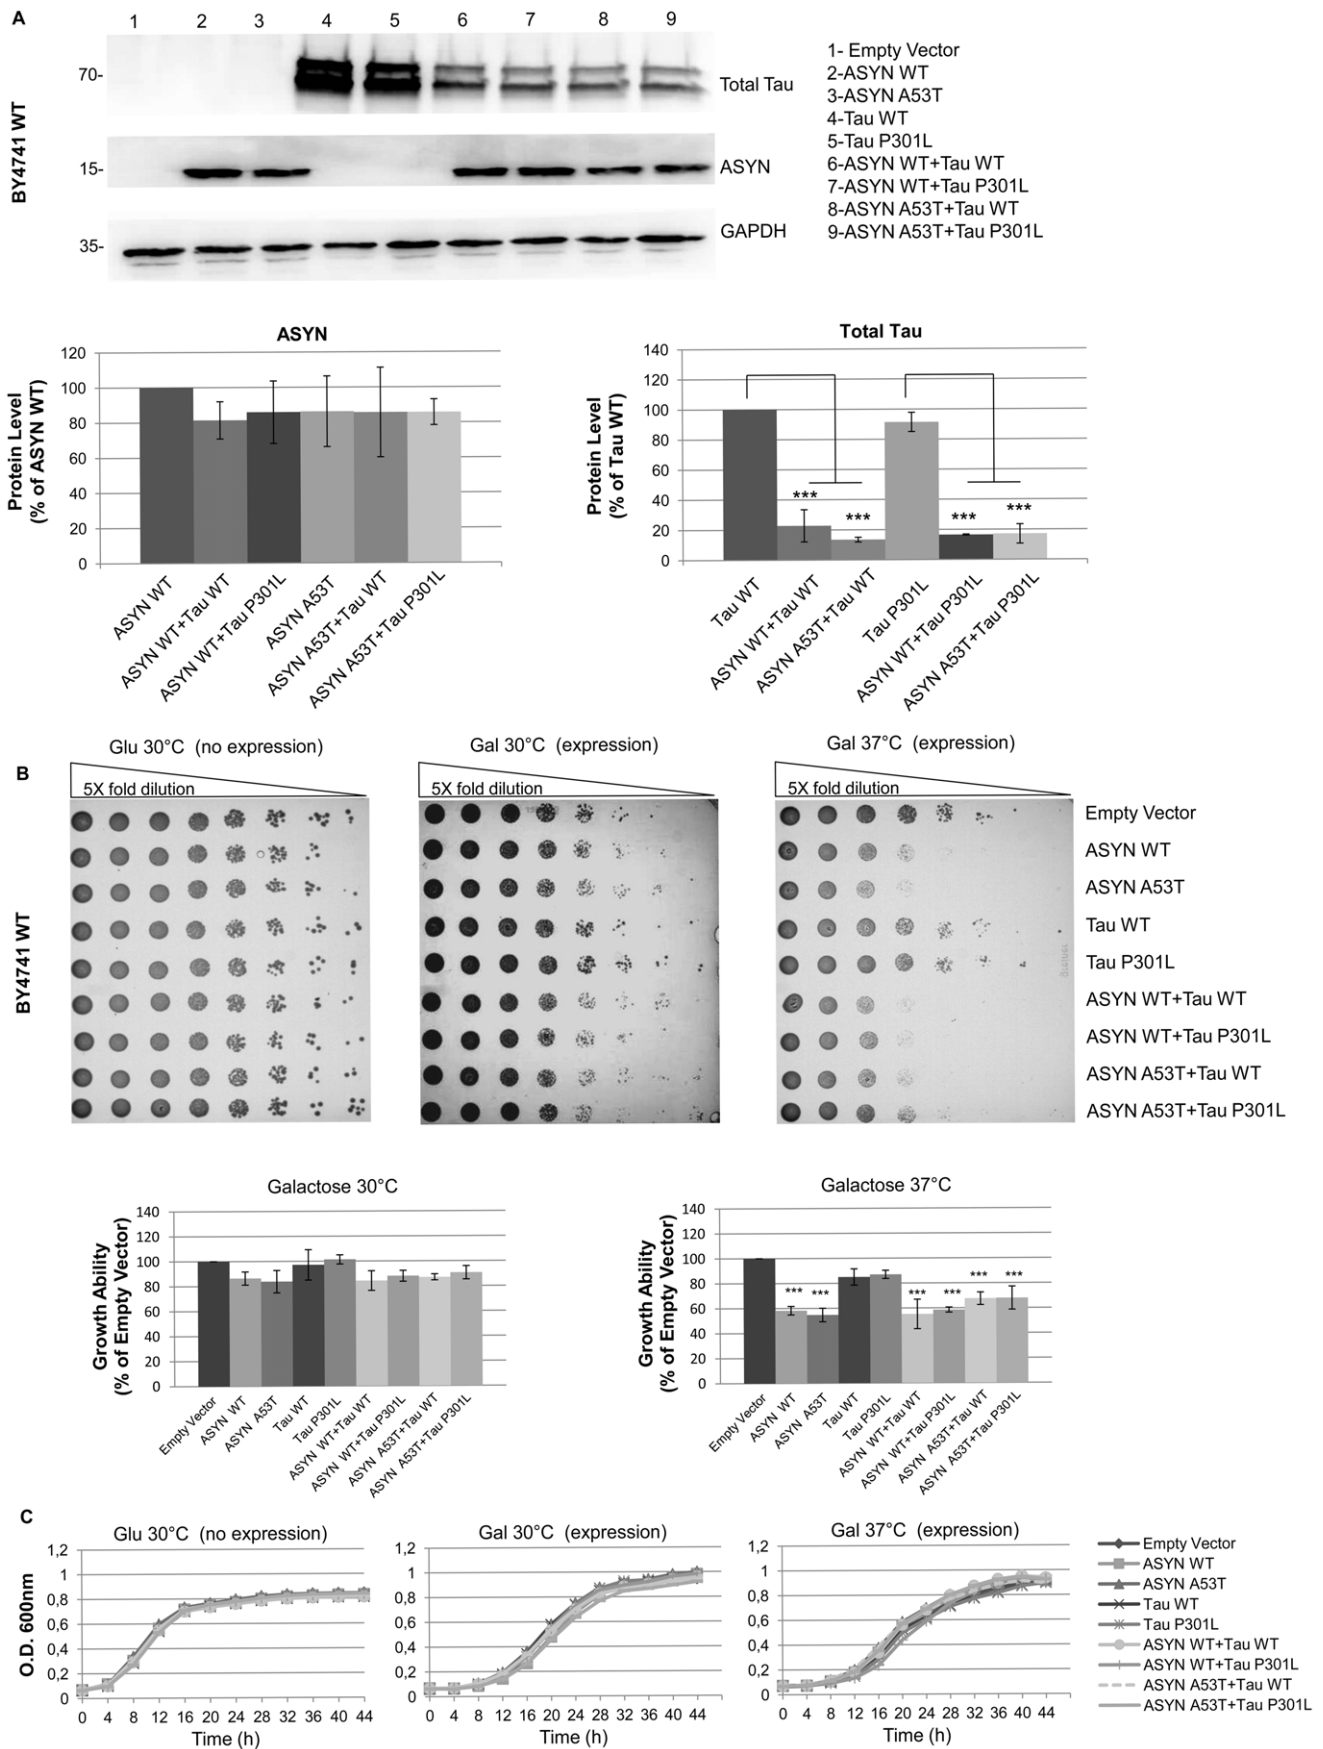 A
1 2 3 4 5 6 7 8 9
BY4741 WT
70-
Total Tau
15-
ASYN
35-
GAPDH
1- Empty Vector
2-ASYN WT
3-ASYN A53T
4-Tau WT
5-Tau P301L
6-ASYN WT+Tau WT
7-ASYN WT+Tau P301L
8-ASYN A53T+Tau WT
9-ASYN A53T+Tau P301L
ASYN
Protein Level
(% of ASYN WT)
120
100
80
60
40
20
0
ASYN WT
ASYN WT+Tau WT
ASYN WT+Tau P301L
ASYN A53T
ASYN A53T+Tau WT
ASYN A53T+Tau P301L
Total Tau
Protein Level
(% of Tau WT)
140
120
100
80
60
40
20
0
*** *** *** ***
Tau WT
ASYN WT+Tau WT
ASYN A53T+Tau WT
Tau P301L
ASYN WT+Tau P301L
ASYN A53T+Tau P301L
B
BY4741 WT
Glu 30°C (no expression)
5X fold dilution
Gal 30°C (expression)
5X fold dilution
Gal 37°C (expression)
5X fold dilution
Empty Vector
ASYN WT
ASYN A53T
Tau WT
Tau P301L
ASYN WT+Tau WT
ASYN WT+Tau P301L
ASYN A53T+Tau WT
ASYN A53T+Tau P301L
Galactose 30°C
Growth Ability
(% of Empty Vector)
140
120
100
80
60
40
20
0
Empty Vector
ASYN WT
ASYN A53T
Tau WT
Tau P301L
ASYN WT+Tau WT
ASYN WT+Tau P301L
ASYN A53T+Tau WT
ASYN A53T+Tau P301L
Galactose 37°C
Growth Ability
(% of Empty Vector)
140
120
100
80
60
40
20
0
*** *** *** *** *** ***
Empty Vector
ASYN WT
ASYN A53T
Tau WT
Tau P301L
ASYN WT+Tau WT
ASYN WT+Tau P301L
ASYN A53T+Tau WT
ASYN A53T+Tau P301L
C
Glu 30°C (no expression)
O.D. 600nm
1,2
1
0,8
0,6
0,4
0,2
0
0 4 8 12 16 20 24 28 32 36 40 44
Time (h)
Gal 30°C (expression)
1,2
1
0,8
0,6
0,4
0,2
0
0 4 8 12 16 20 24 28 32 36 40 44
Time (h)
Gal 37°C (expression)
1,2
1
0,8
0,6
0,4
0,2
0
0 4 8 12 16 20 24 28 32 36 40 44
Time (h)
Empty Vector
ASYN WT
ASYN A53T
Tau WT
Tau P301L
ASYN WT+Tau WT
ASYN WT+Tau P301L
ASYN A53T+Tau WT
ASYN A53T+Tau P301L